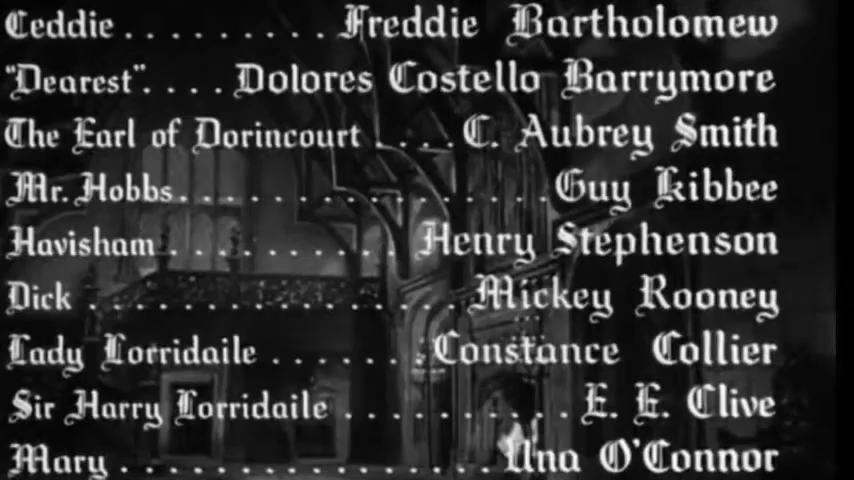 Ceddie.........Freddie Bartholomew
"Dearest"....Dolores Costello Barrymore
The Earl of Dorincourt ....C. Aubrey Smith
Mr. Hobbs.................Guy Kibbee
Havisham ..........Henry Stephenson
Dick ................Mickey Rooney
Lady Lorridaile .......Constance Collier
Sir Harry Lorridaile ..........E. E. Clive
Mary ................Una O'Connor